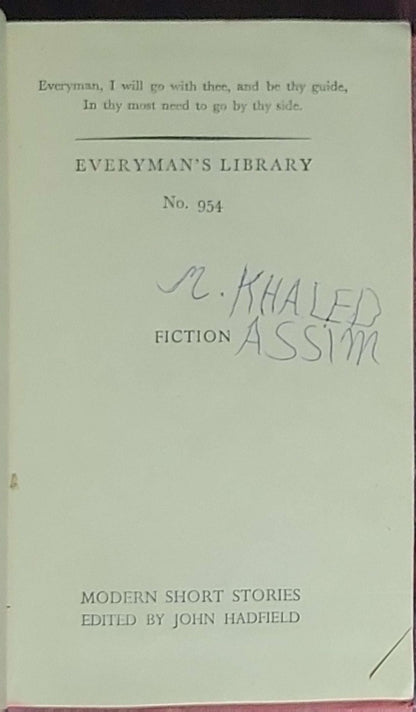 Everyman, I will go with thee, and be thy guide,
In thy most need to go by thy side.
EVERYMAN'S LIBRARY
No. 954
M. KHALED
FICTION ASSIM
MODERN SHORT STORIES
EDITED BY JOHN HADFIELD